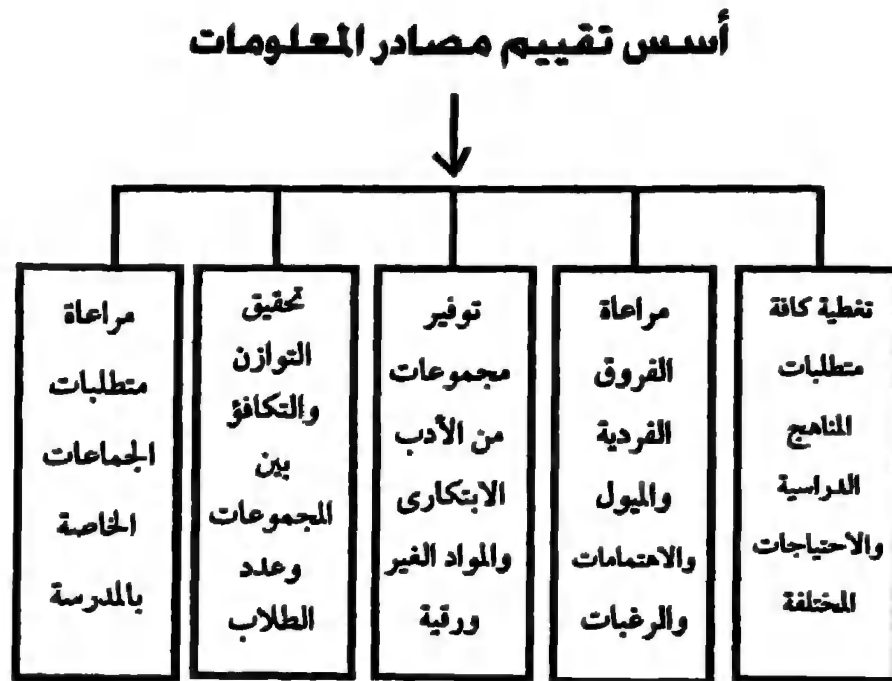 أسس تقييم مصادر المعلومات
تغطية كافة
متطلبات
المناهج
الدراسية
والاحتياجات
المختلفة
مراعاة
الفروق
الفردية
والميول
والاهتمامات
والرغبات
توفير
مجموعات
من الأدب
الابتكارى
والمواد الغير
ورقية
تحقيق
التوازن
والتكافؤ
بين
المجموعات
وعدد
الطلاب
مراعاة
متطلبات
الجماعات
الخاصة
بالمدرسة